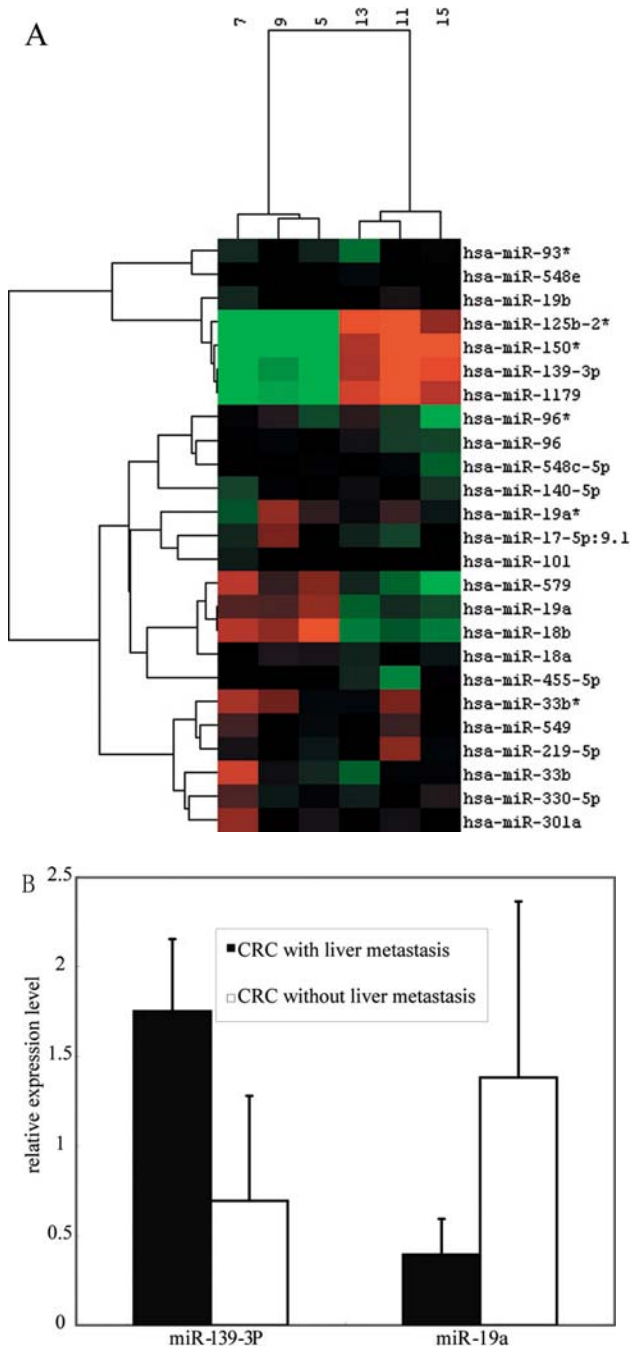 A
7 9 5 13 11 15
hsa-miR-93*
hsa-miR-548e
hsa-miR-19b
hsa-miR-125b-2*
hsa-miR-150*
hsa-miR-139-3p
hsa-miR-1179
hsa-miR-96*
hsa-miR-96
hsa-miR-548c-5p
hsa-miR-140-5p
hsa-miR-19a*
hsa-miR-17-5p:9.1
hsa-miR-101
hsa-miR-579
hsa-miR-19a
hsa-miR-18b
hsa-miR-18a
hsa-miR-455-5p
hsa-miR-33b*
hsa-miR-549
hsa-miR-219-5p
hsa-miR-33b
hsa-miR-330-5p
hsa-miR-301a
B
relative expression level
2.5
2
1.5
1
0.5
0
CRC with liver metastasis
CRC without liver metastasis
miR-139-3P
miR-19a